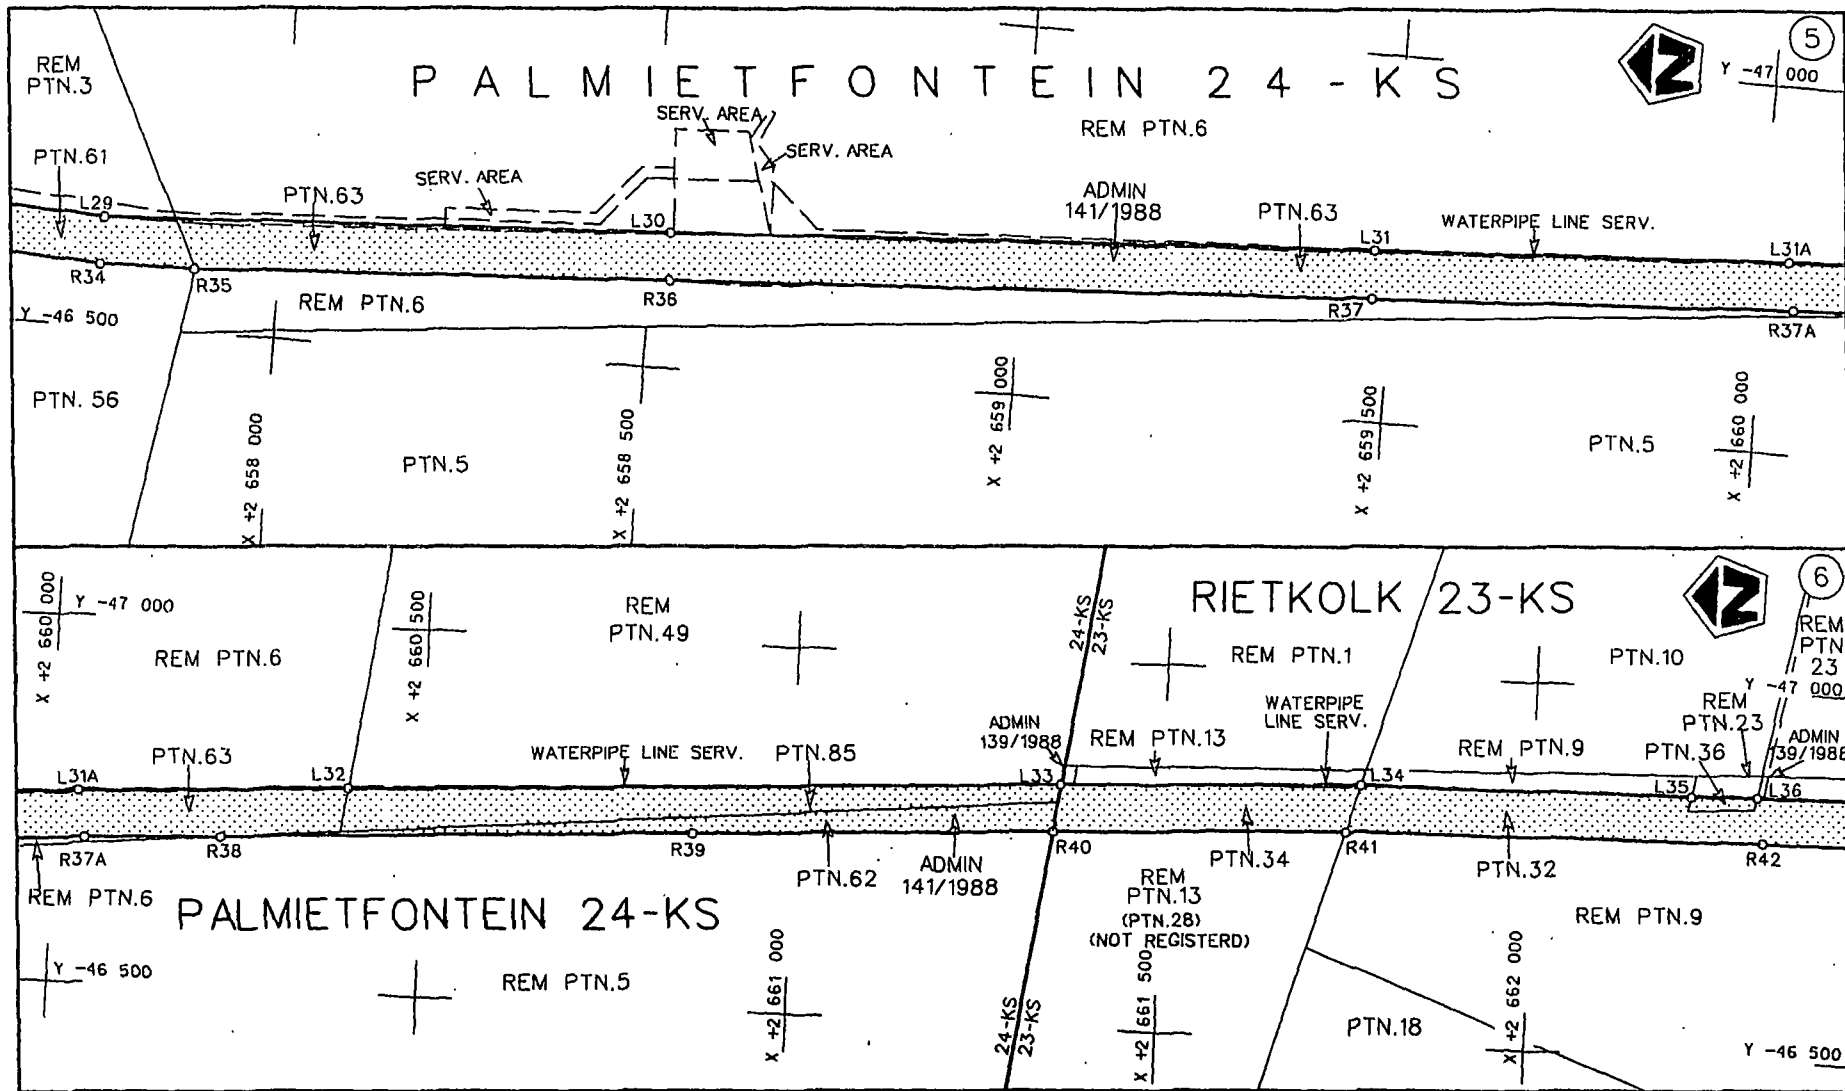 5
REM
PTN.3
PALMIETFONTEIN 24-KS
N
Y -47 000
SERV. AREA
REM PTN.6
PTN.61
SERV. AREA
SERV. AREA
PTN.63
ADMIN
141/1988
PTN.63
WATERPIPE LINE SERV.
L29
L30
L31
L31A
R34
R35
R36
R37
R37A
REM PTN.6
Y -46 500
PTN. 56
PTN.5
PTN.5
X +2 658 000
X +2 658 500
X +2 659 000
X +2 659 500
X +2 660 000
6
X +2 660 000
Y -47 000
X +2 660 500
REM
PTN.49
REM PTN.6
24-KS
23-KS
RIETKOLK 23-KS
N
REM PTN.1
PTN.10
REM
PTN
23
Y -47 000
WATERPIPE
LINE SERV.
REM
PTN.23
ADMIN
139/1988
REM PTN.13
REM PTN.9
PTN.36
ADMIN
139/1988
PTN.63
WATERPIPE LINE SERV.
PTN.85
L31A
L32
L33
L34
L35
L36
R37A
R38
R39
R40
R41
R42
REM PTN.6
PTN.62
ADMIN
141/1988
PTN.34
PTN.32
REM
PTN.13
(PTN.28)
(NOT REGISTERD)
REM PTN.9
PALMIETFONTEIN 24-KS
Y -46 500
REM PTN.5
X +2 661 000
24-KS
23-KS
X +2 661 500
PTN.18
X +2 662 000
Y -46 500